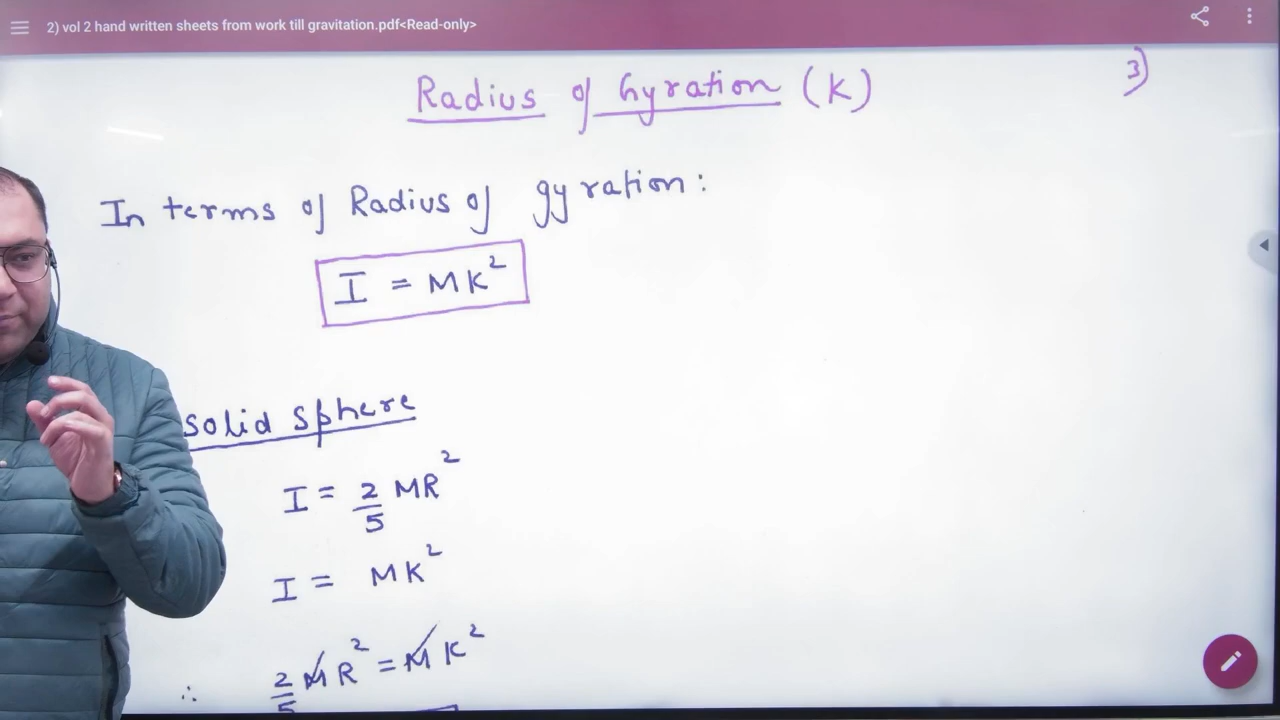 2) vol 2 hand written sheets from work till gravitation.pdf<Read-only>
Radius of Gyration (K)
3)
In terms of Radius of gyration:
I = MK²
Solid Sphere
I = 2/5 MR²
I = MK²
∴ 2/5 MR² = MK²